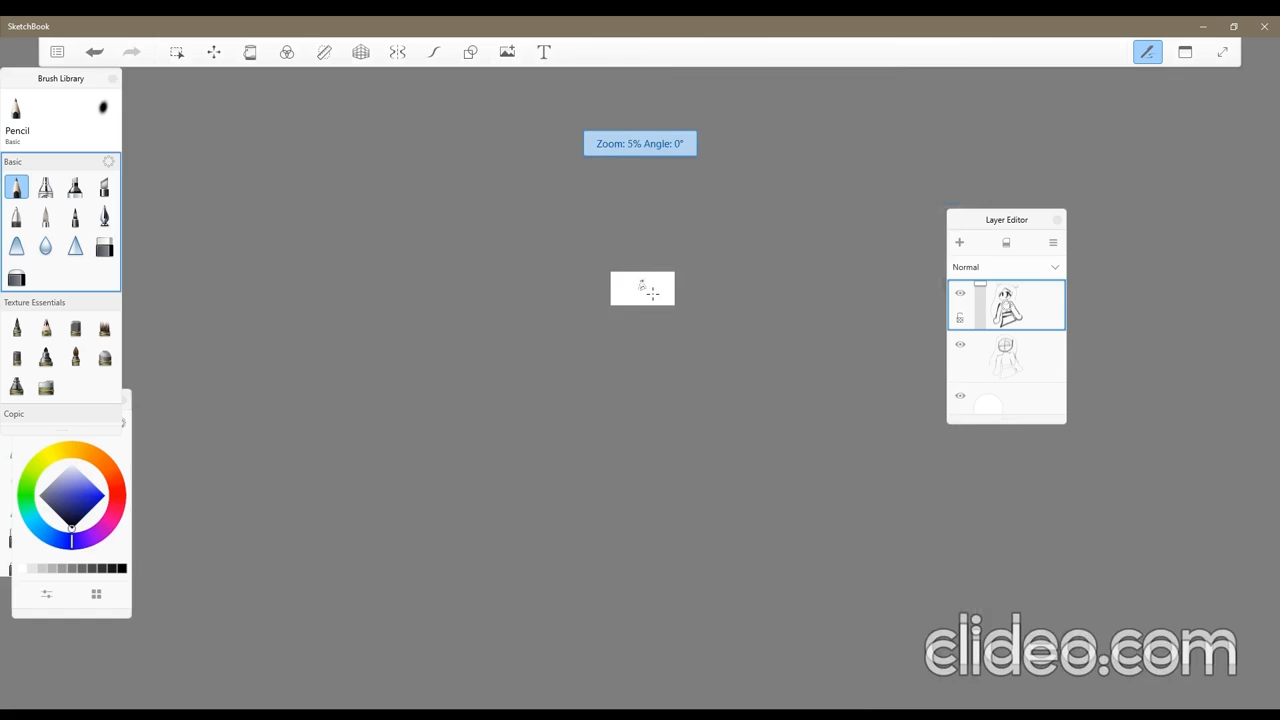 SketchBook
Brush Library
Pencil
Basic
Basic
Texture Essentials
Copic
Zoom: 5% Angle: 0°
Layer Editor
Normal
clideo.com